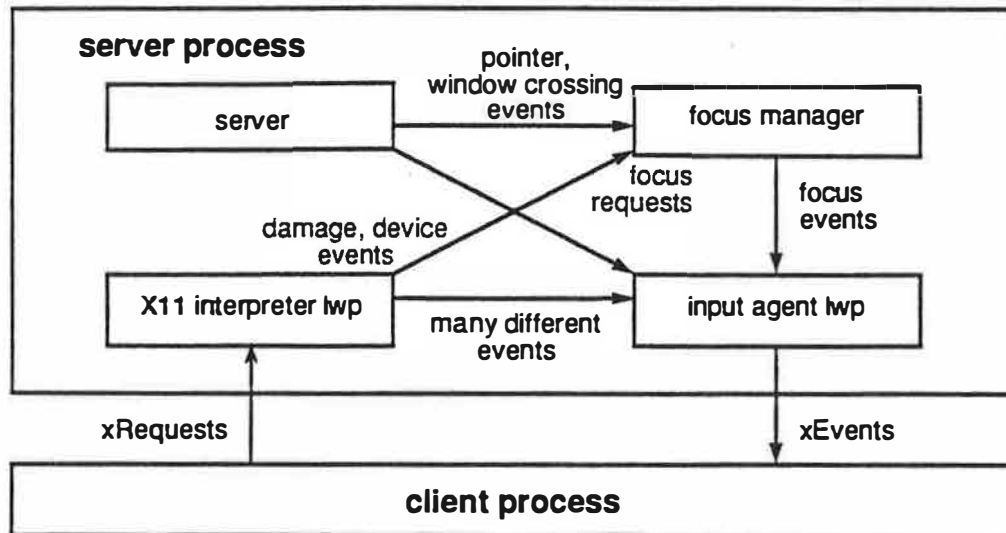 server process
pointer,
window crossing
events
server
focus manager
focus
requests
focus
events
damage, device
events
X11 interpreter lwp
input agent lwp
many different
events
xRequests
xEvents
client process